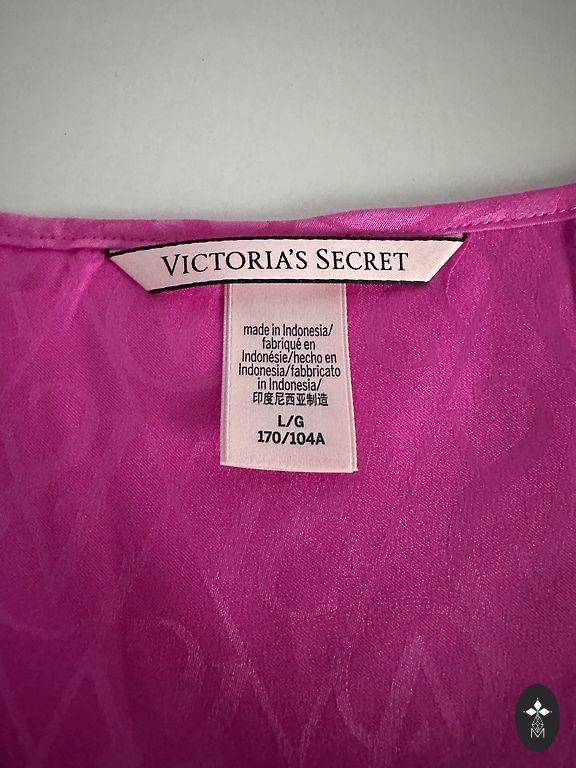 VICTORIA'S SECRET
made in Indonesia/
fabriqué en
Indonésie/hecho en
Indonesia/fabbricato
in Indonesia/
印度尼西亚制造
L/G
170/104A
M